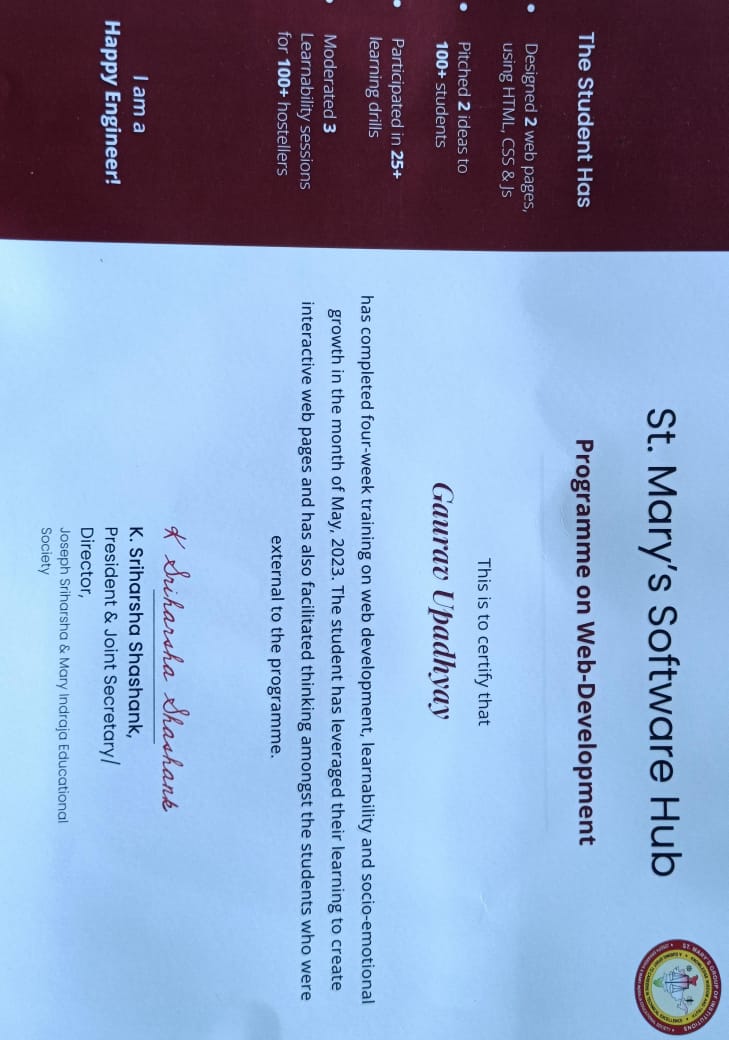 St. Mary's Software Hub
Programme on Web-Development
The Student Has
• Designed 2 web pages,
using HTML, CSS & Js
• Pitched 2 ideas to
100+ students
• Participated in 25+
learning drills
• Moderated 3
Learnability sessions
for 100+ hostellers
I am a
Happy Engineer!
This is to certify that
Gaurav Upadhyay
has completed four-week training on web development, learnability and socio-emotional
growth in the month of May, 2023. The student has leveraged their learning to create
interactive web pages and has also facilitated thinking amongst the students who were
external to the programme.
K Sriharsha Shashank
K. Sriharsha Shashank,
President & Joint Secretary/
Director,
Joseph Sriharsha & Mary Indraja Educational
Society
ST. MARY'S GROUP OF INSTITUTIONS